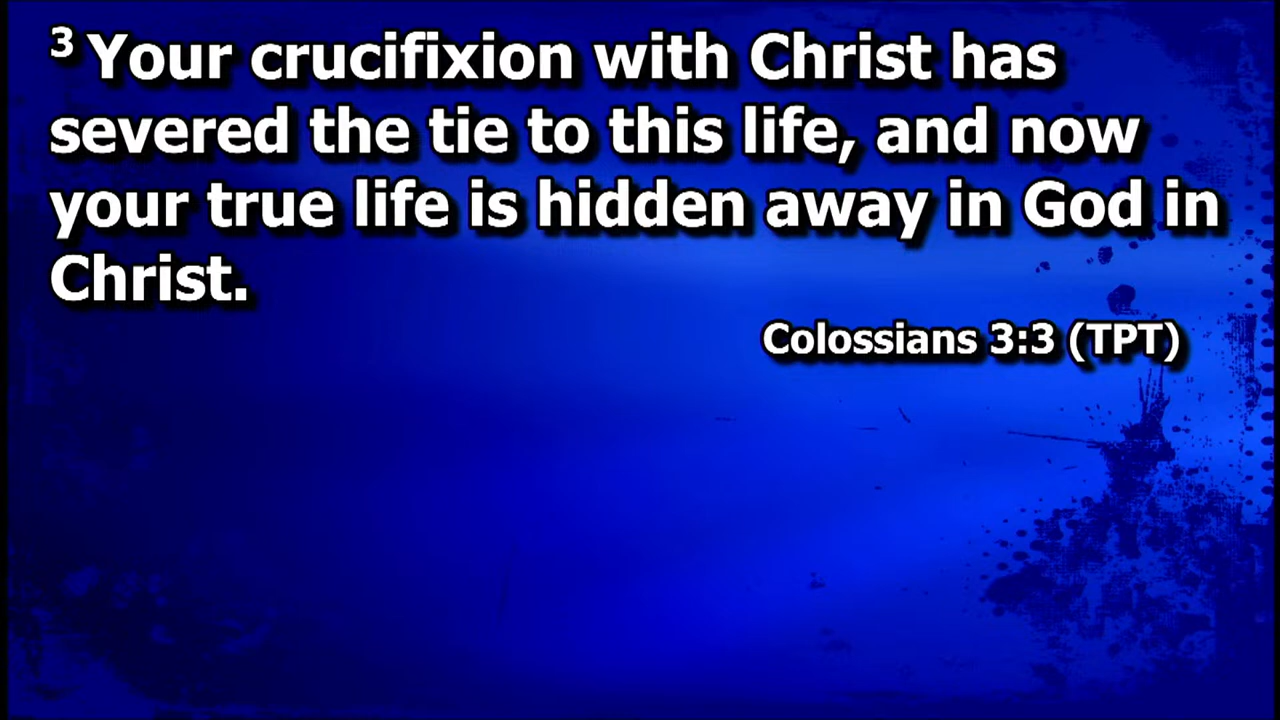 3 Your crucifixion with Christ has
severed the tie to this life, and now
your true life is hidden away in God in
Christ.
Colossians 3:3 (TPT)